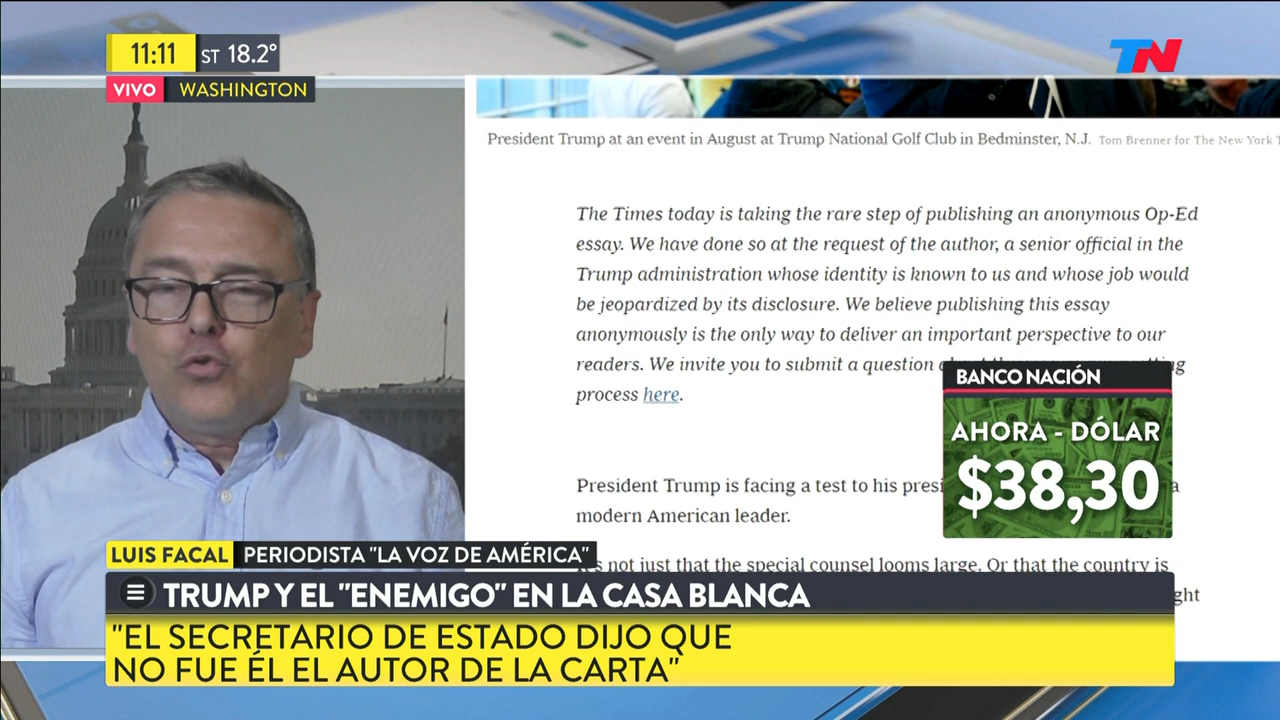 11:11 ST 18.2°
TN
VIVO WASHINGTON
President Trump at an event in August at Trump National Golf Club in Bedminster, N.J. Tom Brenner for The New York
The Times today is taking the rare step of publishing an anonymous Op-Ed
essay. We have done so at the request of the author, a senior official in the
Trump administration whose identity is known to us and whose job would
be jeopardized by its disclosure. We believe publishing this essay
anonymously is the only way to deliver an important perspective to our
readers. We invite you to submit a question
process here.
BANCO NACIÓN
AHORA - DÓLAR
$38,30
President Trump is facing a test to his
modern American leader.
not just that the special counsel looms large. Or that the country is
LUIS FACAL PERIODISTA "LA VOZ DE AMÉRICA"
TRUMP Y EL "ENEMIGO" EN LA CASA BLANCA
"EL SECRETARIO DE ESTADO DIJO QUE
NO FUE ÉL EL AUTOR DE LA CARTA"